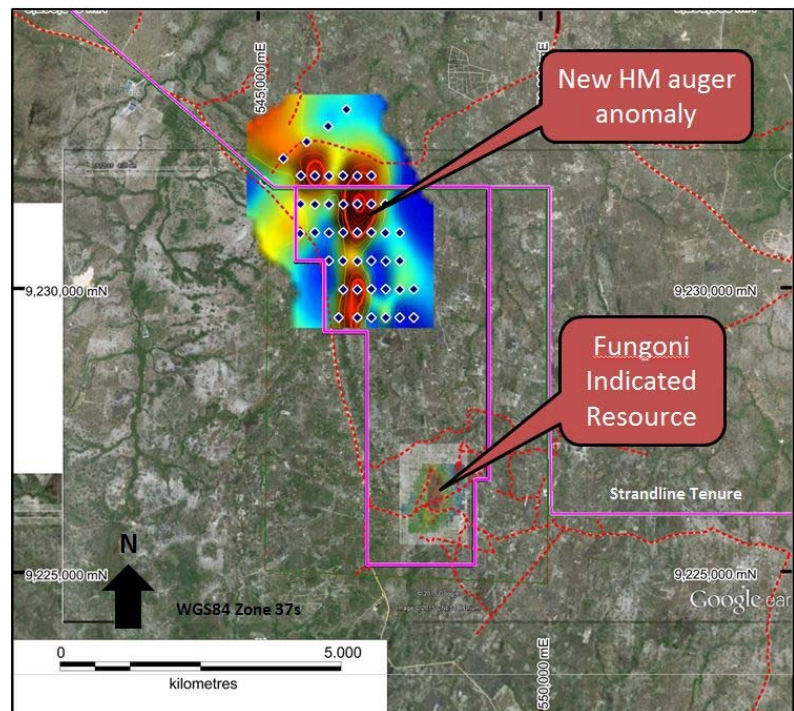 545,000 mE
550,000 mE
New HM auger
anomaly
9,230,000 mN
9,230,000 mN
Fungoni
Indicated
Resource
Strandline Tenure
N
9,225,000 mN
9,225,000 mN
WGS84 Zone 37s
Google ear
0 5.000
kilometres